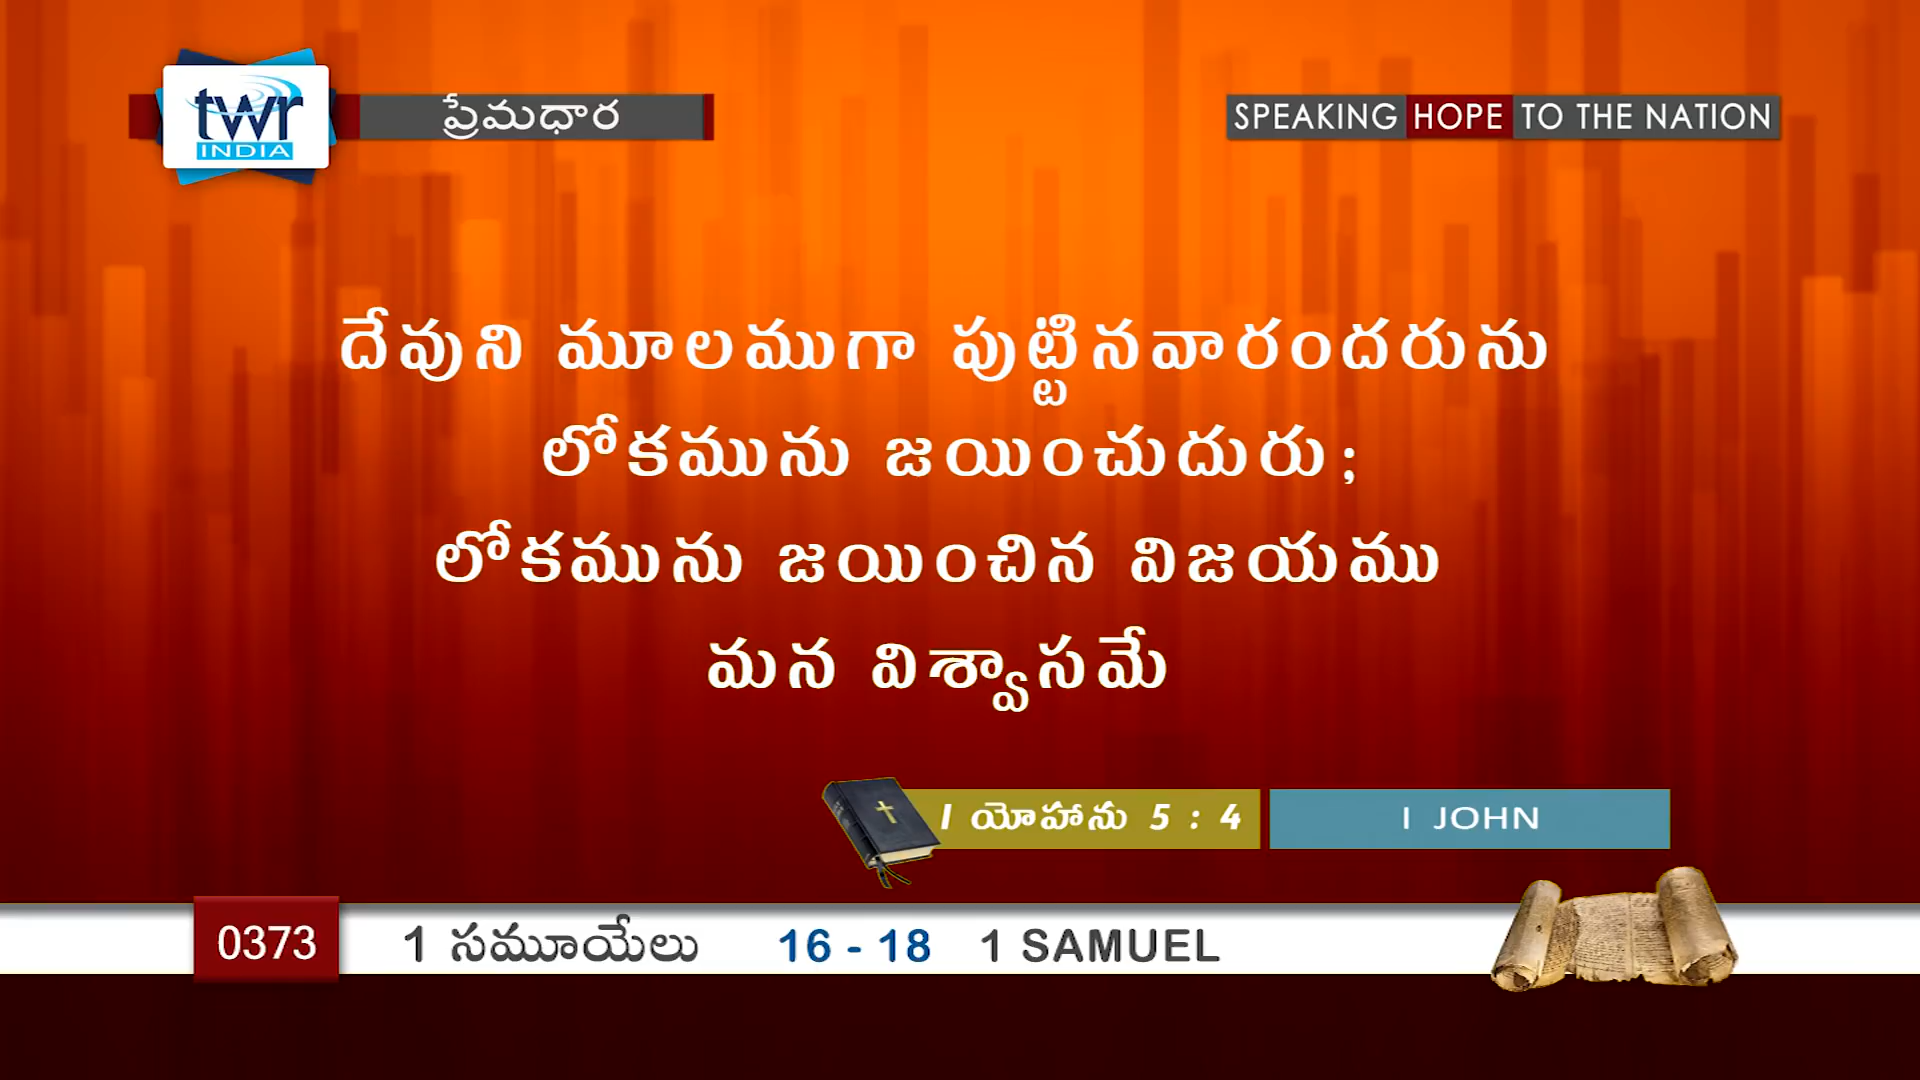 twr
INDIA
ప్రేమధార
SPEAKING HOPE TO THE NATION
దేవుని మూలముగా పుట్టినవారందరును
లోకమును జయించుదురు;
లోకమును జయించిన విజయము
మన విశ్వాసమే
I యోహాను 5 : 4
I JOHN
0373
1 సమూయేలు 16 - 18 1 SAMUEL